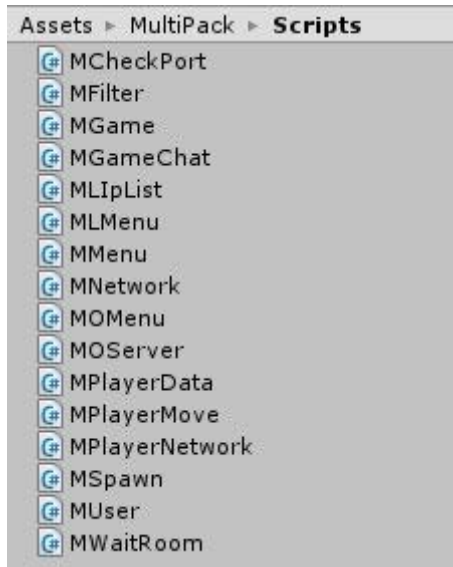 Assets ▸ MultiPack ▸ Scripts
MCheckPort
MFilter
MGame
MGameChat
MLIpList
MLMenu
MMenu
MNetwork
MOMenu
MOServer
MPlayerData
MPlayerMove
MPlayerNetwork
MSpawn
MUser
MWaitRoom